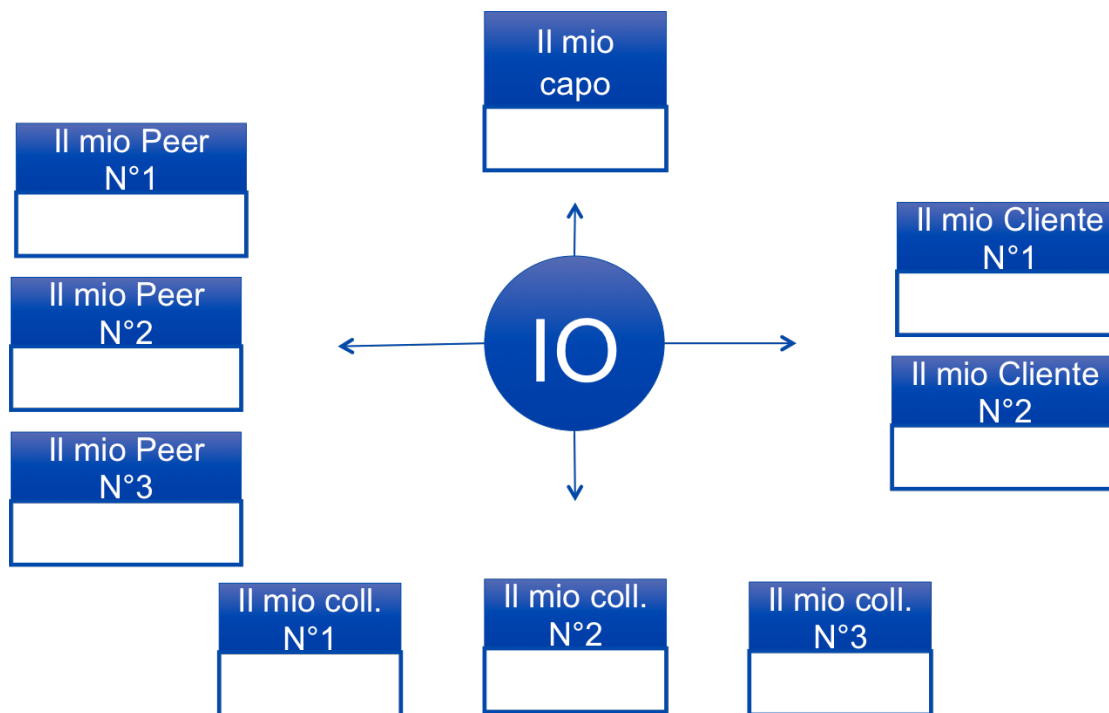 Il mio
capo
Il mio Peer
N°1
Il mio Cliente
N°1
Il mio Peer
N°2
IO
Il mio Cliente
N°2
Il mio Peer
N°3
Il mio coll.
N°1
Il mio coll.
N°2
Il mio coll.
N°3